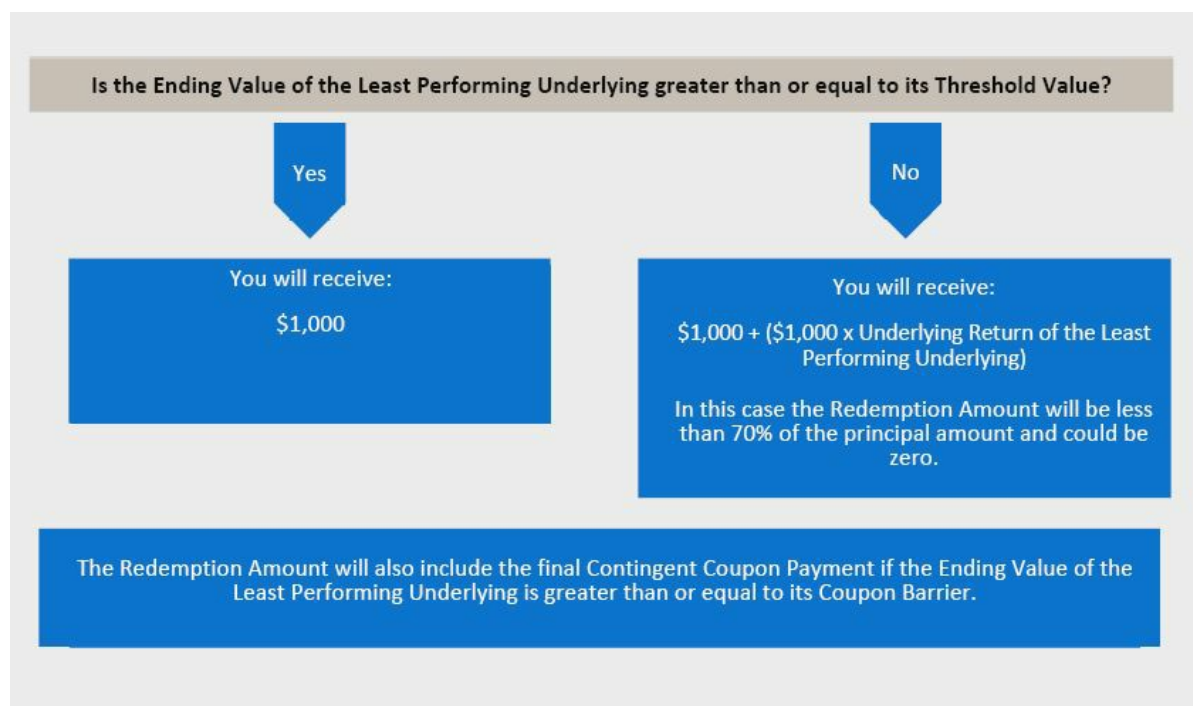 Is the Ending Value of the Least Performing Underlying greater than or equal to its Threshold Value?
Yes
No
You will receive:
$1,000
You will receive:
$1,000 + ($1,000 x Underlying Return of the Least
Performing Underlying)
In this case the Redemption Amount will be less
than 70% of the principal amount and could be
zero.
The Redemption Amount will also include the final Contingent Coupon Payment if the Ending Value of the
Least Performing Underlying is greater than or equal to its Coupon Barrier.